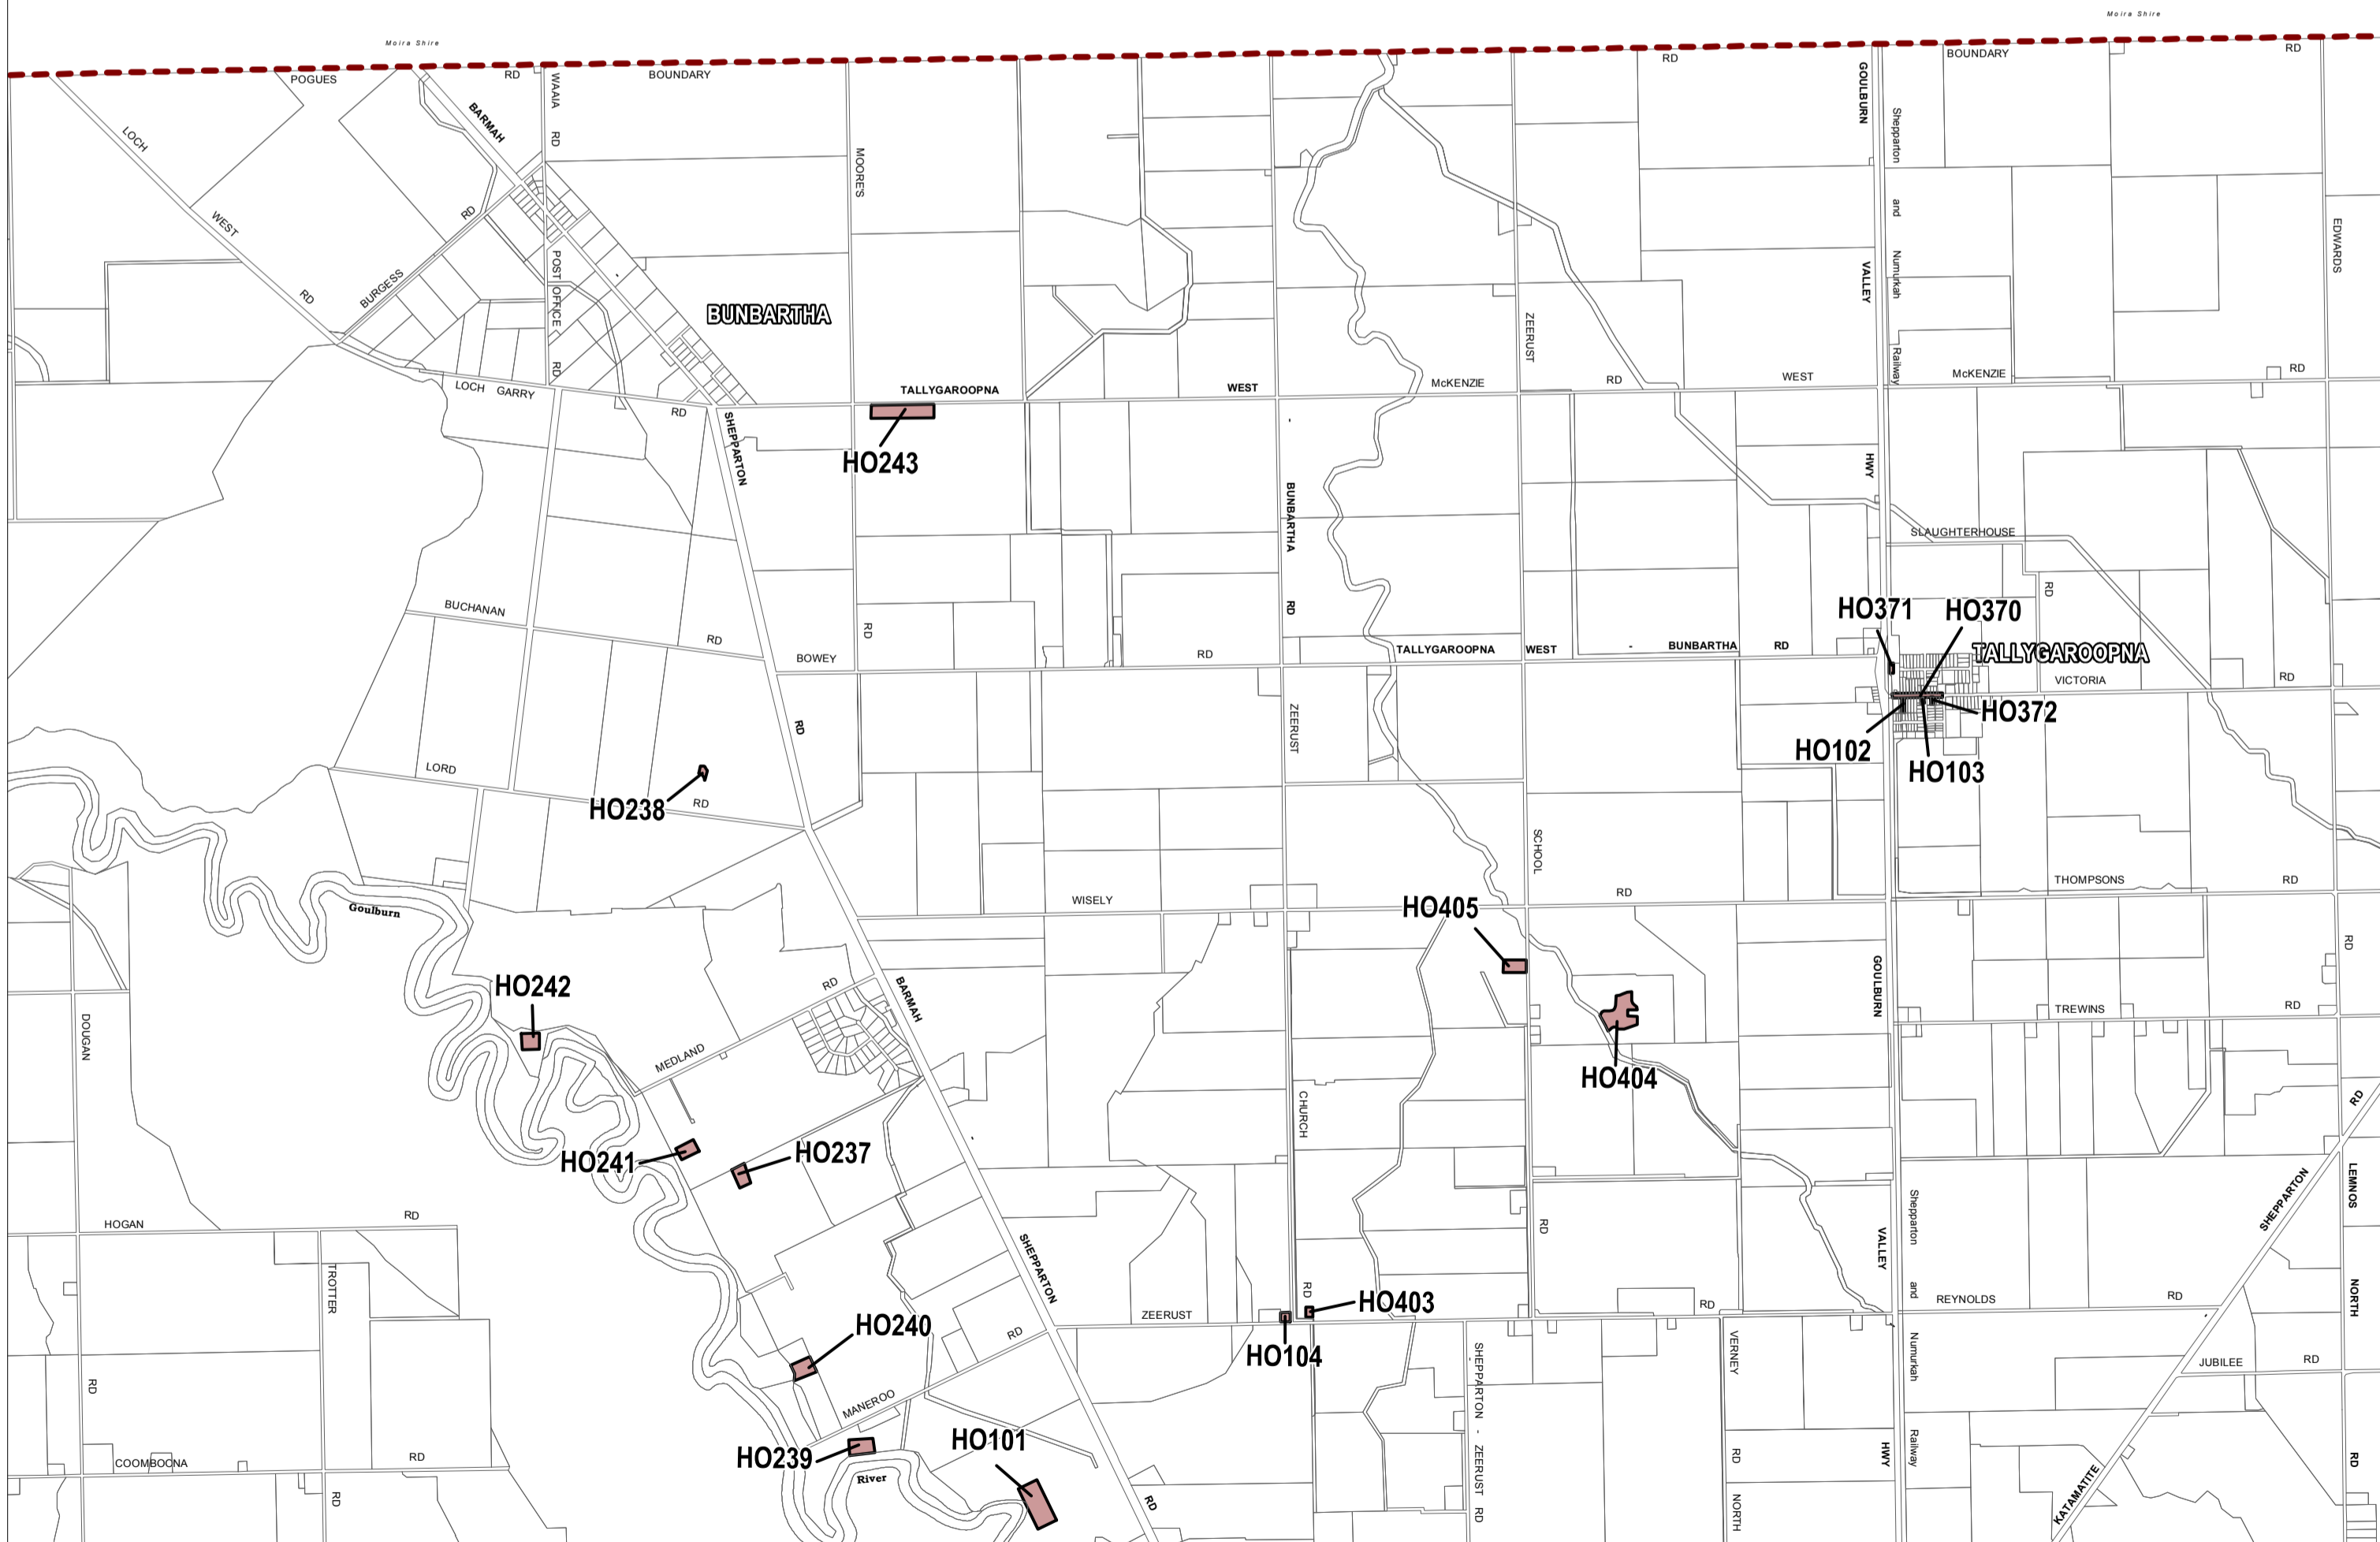 Moira Shire
Moira Shire
POGUES
RD
BOUNDARY
RD
BOUNDARY
RD
WAAIA
RD
BARMAH
LOCH
WEST
RD
BURGESS
RD
POST OFFICE
RD
MOORE'S
BUNBARTHA
GOULBURN
Shepparton
and
Numurkah
Railway
VALLEY
EDWARDS
ZEERUST
LOCH GARRY
RD
SHEPPARTON
TALLYGAROOPNA
WEST
-
McKENZIE
RD
WEST
McKENZIE
RD
HO243
BUNBARTHA
RD
HWY
SLAUGHTERHOUSE
RD
BUCHANAN
RD
BOWEY
RD
RD
TALLYGAROOPNA
WEST
-
BUNBARTHA
RD
HO371
HO370
TALLYGAROOPNA
VICTORIA
RD
HO372
HO102
HO103
RD
ZEERUST
LORD
RD
HO238
SCHOOL
THOMPSONS
RD
WISELY
RD
Goulburn
HO405
HO242
RD
BARMAH
GOULBURN
RD
DOUGAN
MEDLAND
TREWINS
RD
HO404
CHURCH
HO241
HO237
-
RD
SHEPPARTON
LEMNOS
HOGAN
RD
TROTTER
SHEPPARTON
RD
VALLEY
Shepparton
and
Numurkah
Railway
NORTH
RD
ZEERUST
RD
HO403
RD
REYNOLDS
RD
HO240
RD
HO104
SHEPPARTON - ZEERUST RD
VERNEY
RD
NORTH
JUBILEE
RD
RD
MANEROO
HO239
HO101
River
COOMBOONA
RD
RD
RD
HWY
KATAMATITE